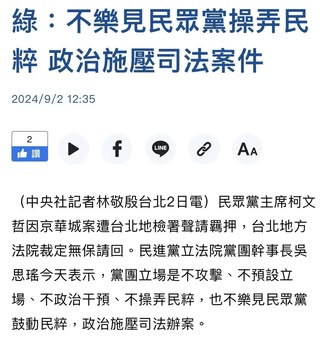 綠：不樂見民眾黨操弄民
粹 政治施壓司法案件
2024/9/2 12:35
2
讚
LINE
AA
（中央社記者林敬殷台北2日電）民眾黨主席柯文
哲因京華城案遭台北地檢署聲請羈押，台北地方
法院裁定無保請回。民進黨立法院黨團幹事長吳
思瑤今天表示，黨團立場是不攻擊、不預設立
場、不政治干預、不操弄民粹，也不樂見民眾黨
鼓動民粹，政治施壓司法辦案。